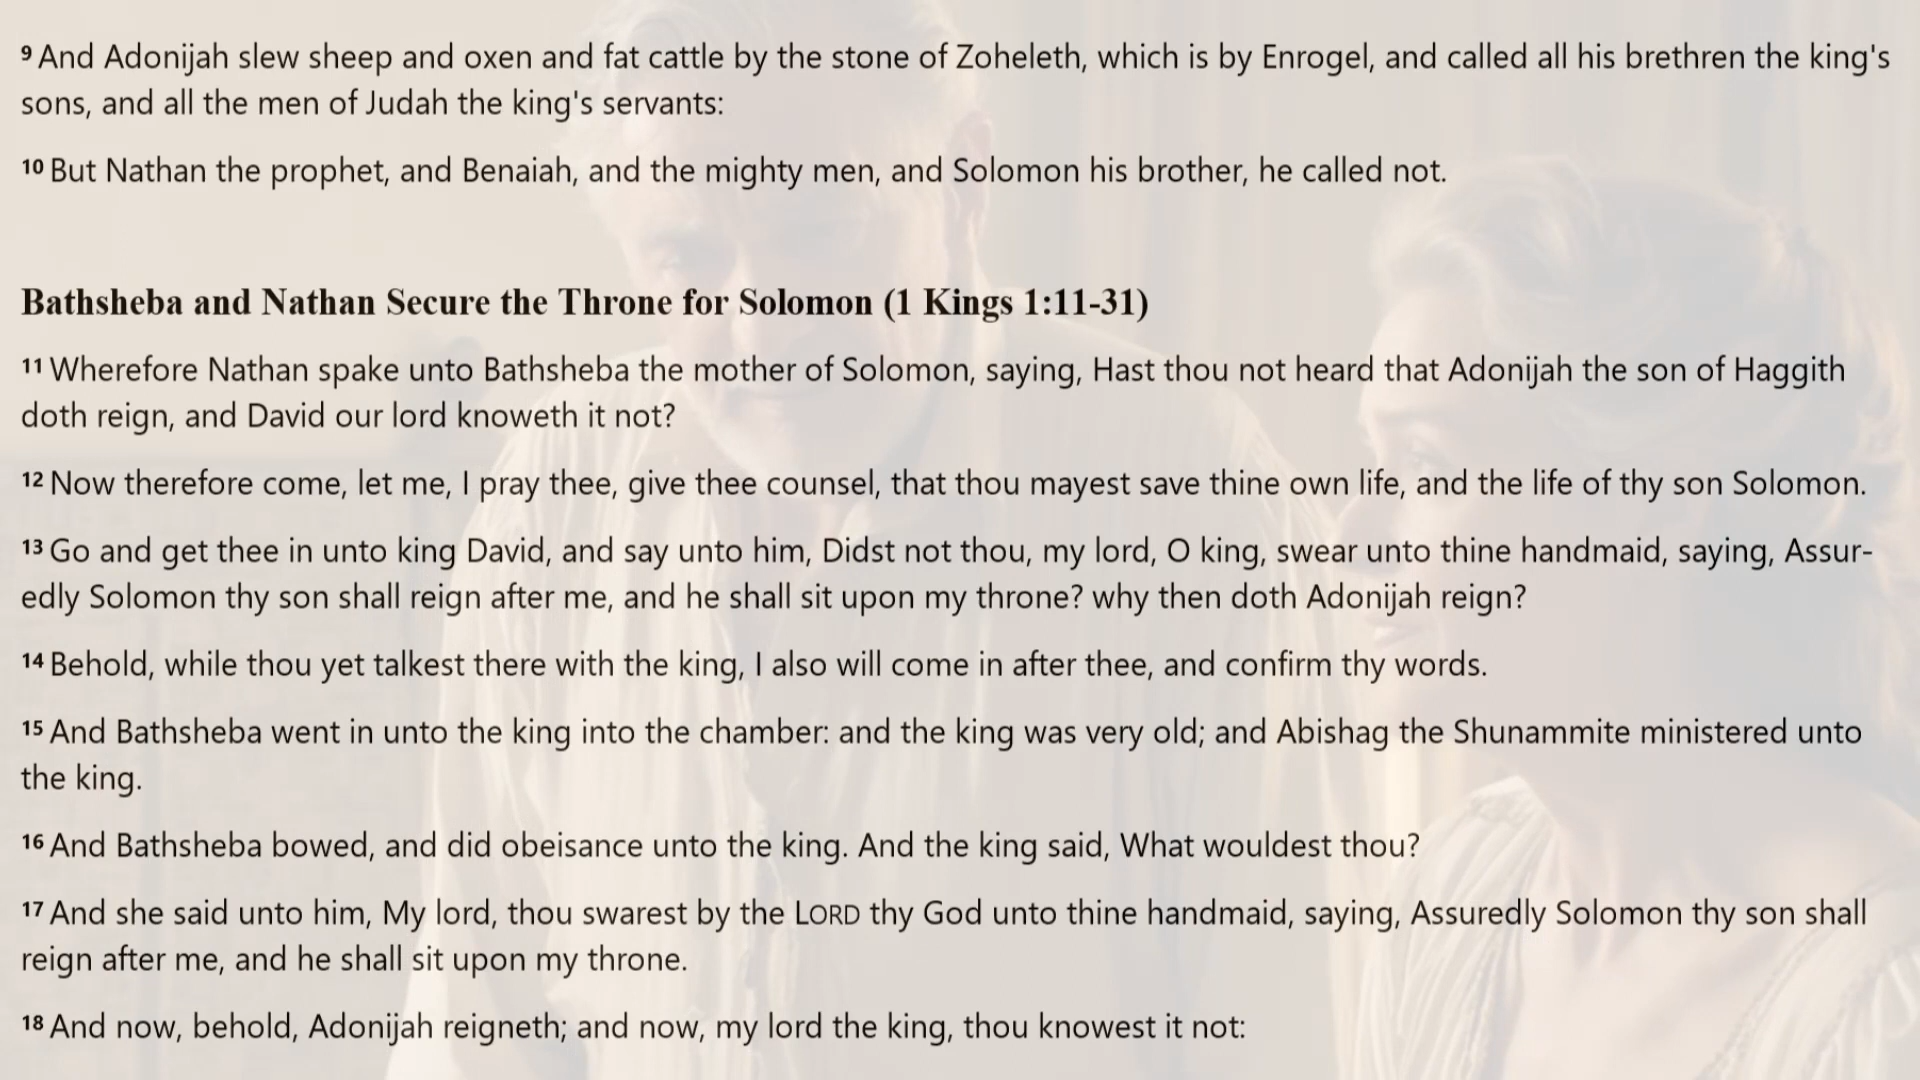 9 And Adonijah slew sheep and oxen and fat cattle by the stone of Zoheleth, which is by Enrogel, and called all his brethren the king's
sons, and all the men of Judah the king's servants:
10 But Nathan the prophet, and Benaiah, and the mighty men, and Solomon his brother, he called not.
Bathsheba and Nathan Secure the Throne for Solomon (1 Kings 1:11-31)
11 Wherefore Nathan spake unto Bathsheba the mother of Solomon, saying, Hast thou not heard that Adonijah the son of Haggith
doth reign, and David our lord knoweth it not?
12 Now therefore come, let me, I pray thee, give thee counsel, that thou mayest save thine own life, and the life of thy son Solomon.
13 Go and get thee in unto king David, and say unto him, Didst not thou, my lord, O king, swear unto thine handmaid, saying, Assur-
edly Solomon thy son shall reign after me, and he shall sit upon my throne? why then doth Adonijah reign?
14 Behold, while thou yet talkest there with the king, I also will come in after thee, and confirm thy words.
15 And Bathsheba went in unto the king into the chamber: and the king was very old; and Abishag the Shunammite ministered unto
the king.
16 And Bathsheba bowed, and did obeisance unto the king. And the king said, What wouldest thou?
17 And she said unto him, My lord, thou swarest by the LORD thy God unto thine handmaid, saying, Assuredly Solomon thy son shall
reign after me, and he shall sit upon my throne.
18 And now, behold, Adonijah reigneth; and now, my lord the king, thou knowest it not: